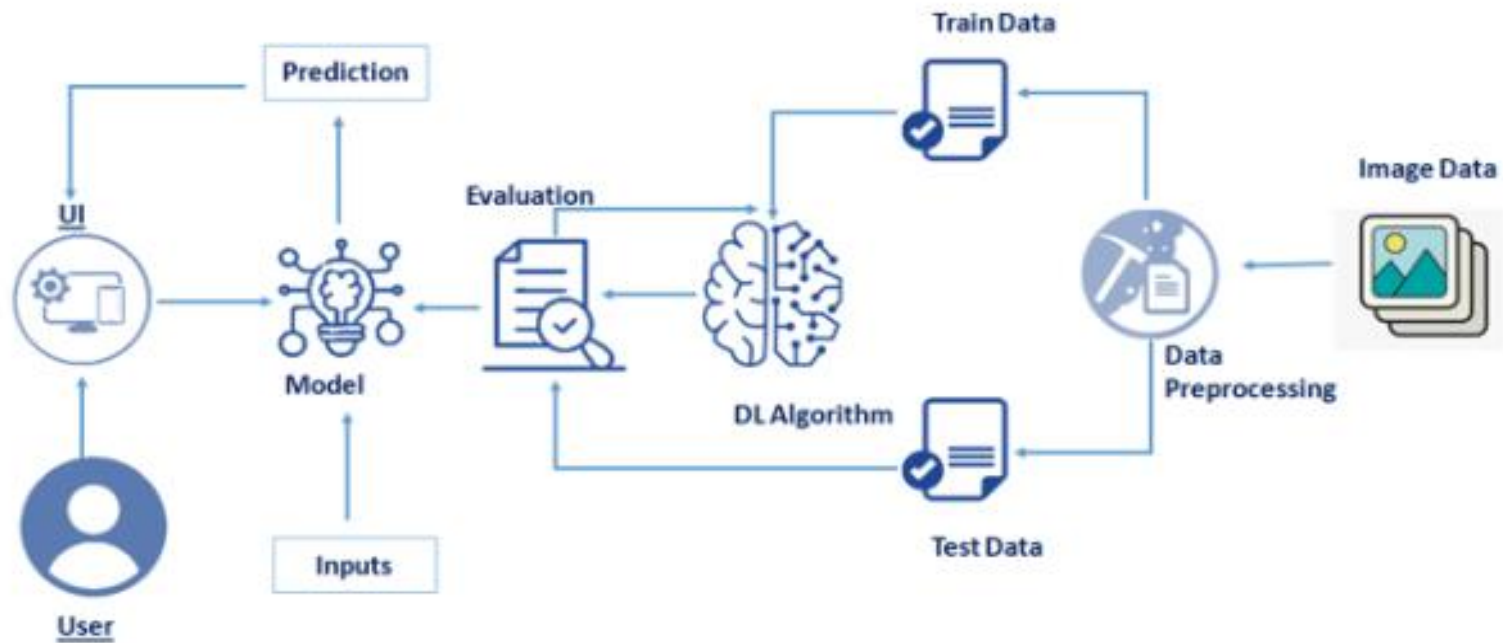 Train Data
Prediction
Image Data
Evaluation
UI
Data
Preprocessing
Model
DL Algorithm
Test Data
Inputs
User